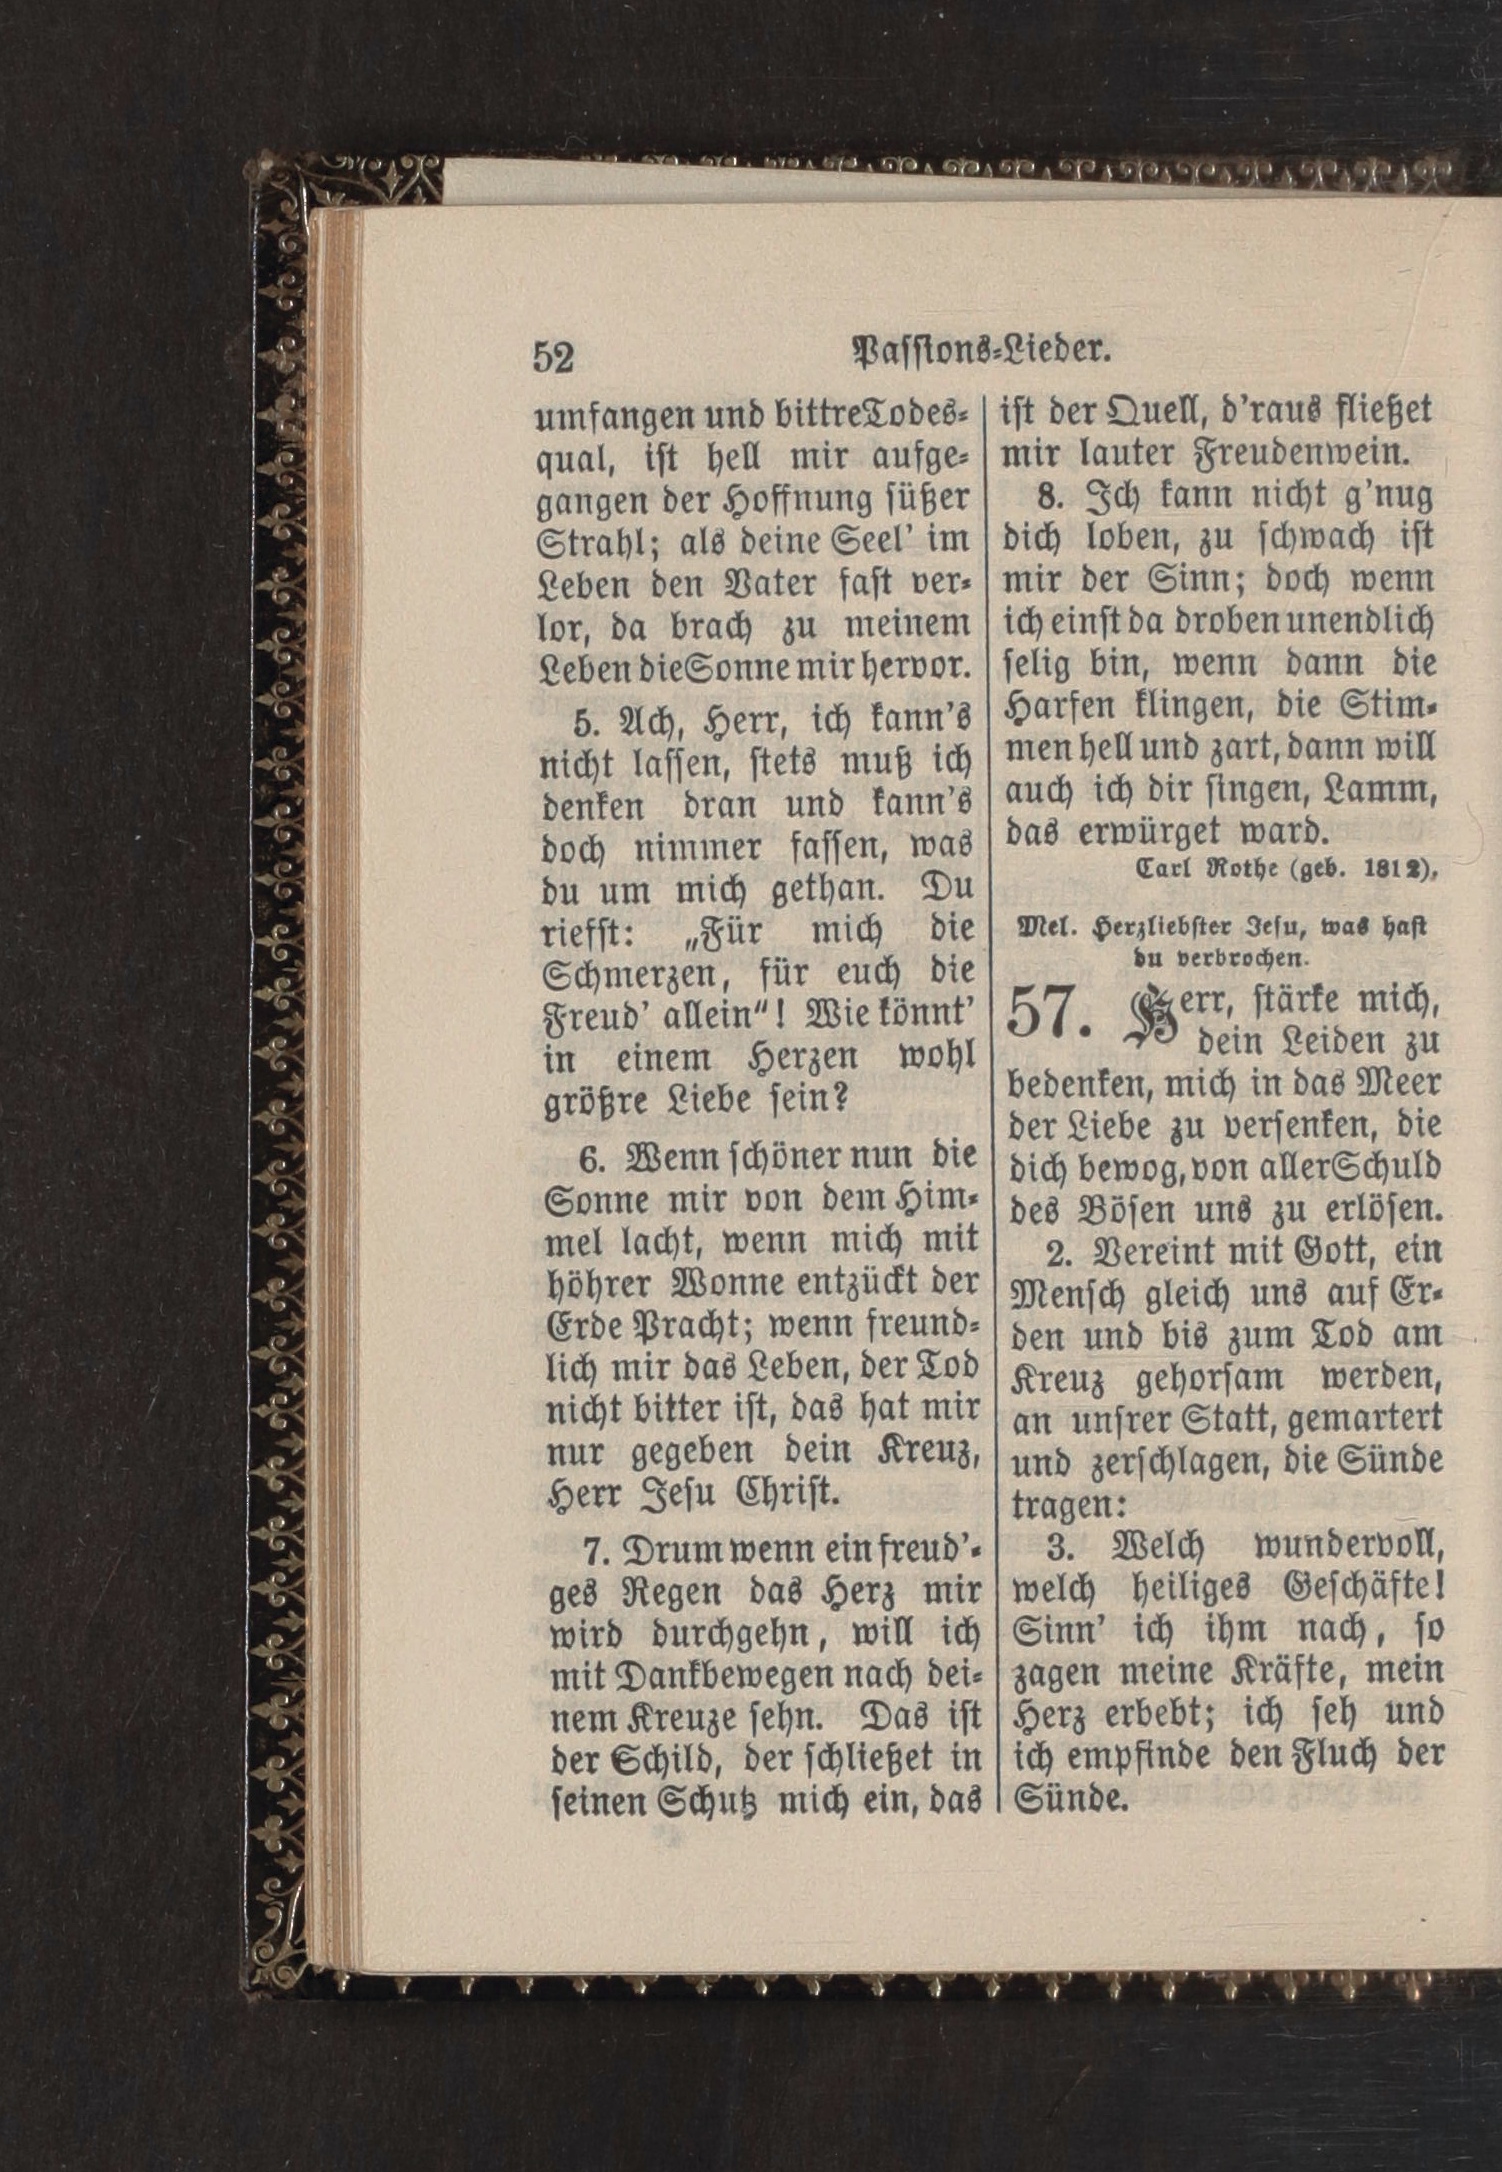 52
Passions-Lieder.
umfangen und bittre Todes-
qual, ist hell mir aufge-
gangen der Hoffnung süßer
Strahl; als deine Seel' im
Leben den Vater fast ver-
lor, da brach zu meinem
Leben die Sonne mir hervor.
5. Ach, Herr, ich kann's
nicht lassen, stets muß ich
denken dran und kann's
doch nimmer fassen, was
du um mich gethan. Du
riefst: „Für mich die
Schmerzen, für euch die
Freud' allein“! Wie könnt'
in einem Herzen wohl
größre Liebe sein?
6. Wenn schöner nun die
Sonne mir von dem Him-
mel lacht, wenn mich mit
höhrer Wonne entzückt der
Erde Pracht; wenn freund-
lich mir das Leben, der Tod
nicht bitter ist, das hat mir
nur gegeben dein Kreuz,
Herr Jesu Christ.
7. Drum wenn ein freud'-
ges Regen das Herz mir
wird durchgehn, will ich
mit Dankbewegen nach dei-
nem Kreuze sehn. Das ist
der Schild, der schließet in
seinen Schutz mich ein, das
ist der Quell, d'raus fließet
mir lauter Freudenwein.
8. Ich kann nicht g'nug
dich loben, zu schwach ist
mir der Sinn; doch wenn
ich einst da droben unendlich
selig bin, wenn dann die
Harfen klingen, die Stim-
men hell und zart, dann will
auch ich dir singen, Lamm,
das erwürget ward.
Carl Rothe (geb. 1812).
Mel. Herzliebster Jesu, was hast
du verbrochen.
57. Herr, stärke mich,
dein Leiden zu
bedenken, mich in das Meer
der Liebe zu versenken, die
dich bewog, von aller Schuld
des Bösen uns zu erlösen.
2. Vereint mit Gott, ein
Mensch gleich uns auf Er-
den und bis zum Tod am
Kreuz gehorsam werden,
an unsrer Statt, gemartert
und zerschlagen, die Sünde
tragen:
3. Welch wundervoll,
welch heiliges Geschäfte!
Sinn' ich ihm nach, so
zagen meine Kräfte, mein
Herz erbebt; ich seh und
ich empfinde den Fluch der
Sünde.